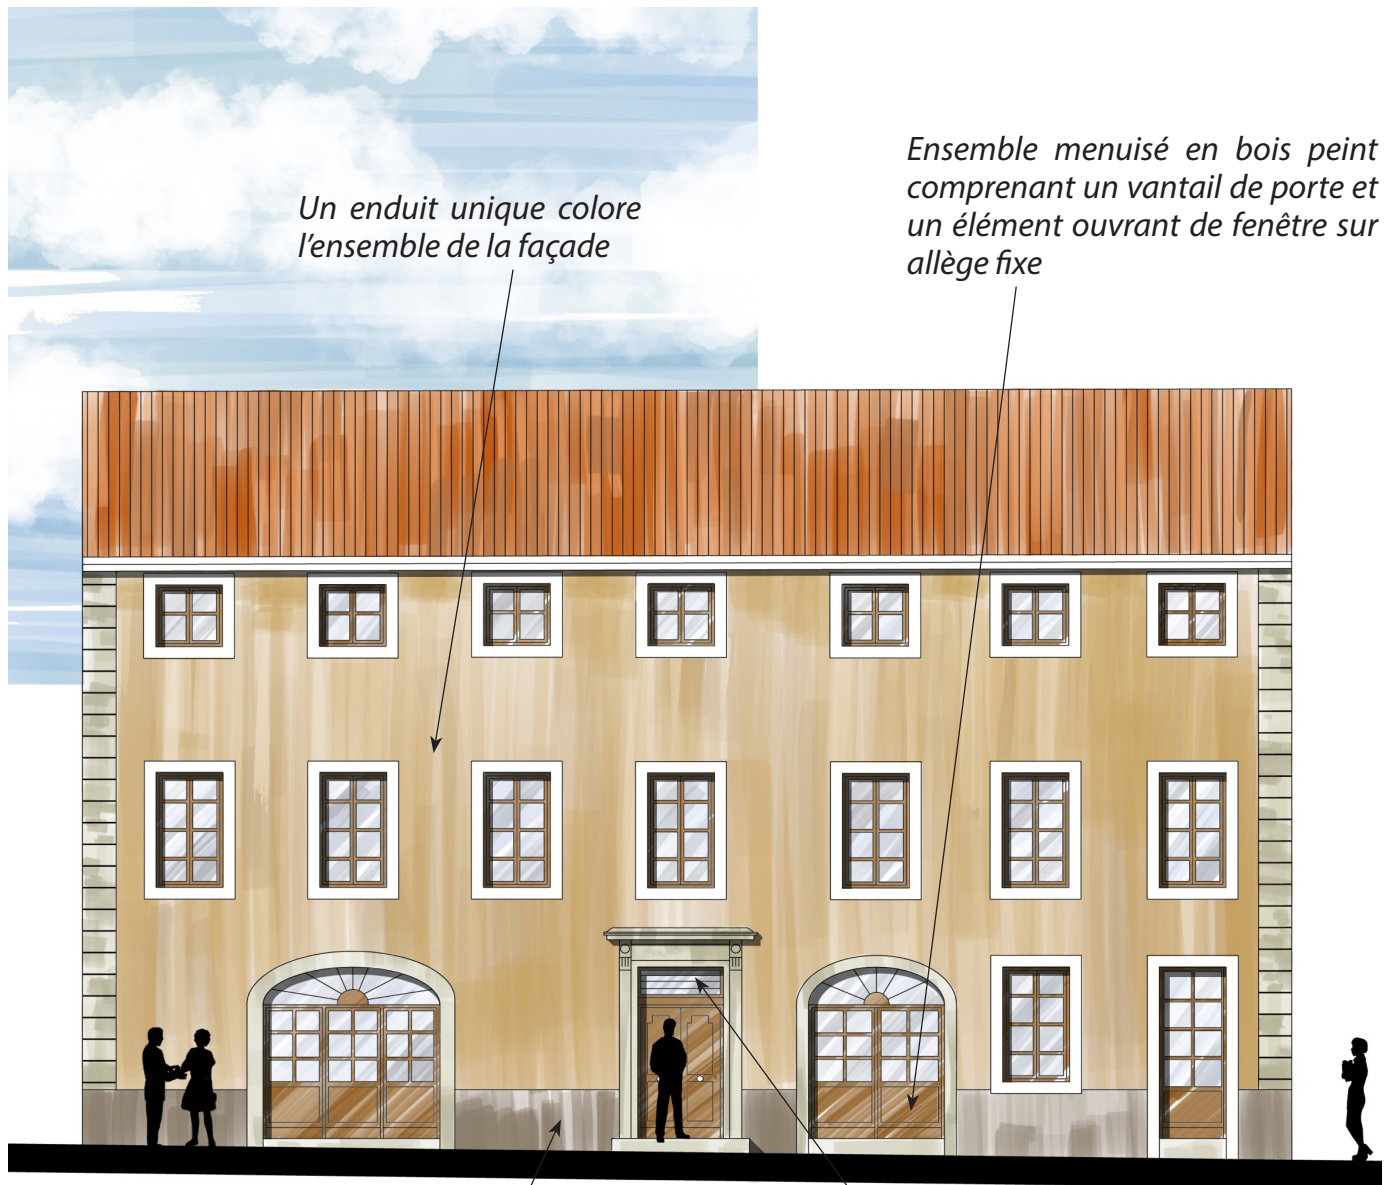 Un enduit unique colore
l’ensemble de la façade
Ensemble menuisé en bois peint
comprenant un vantail de porte et
un élément ouvrant de fenêtre sur
allège fixe